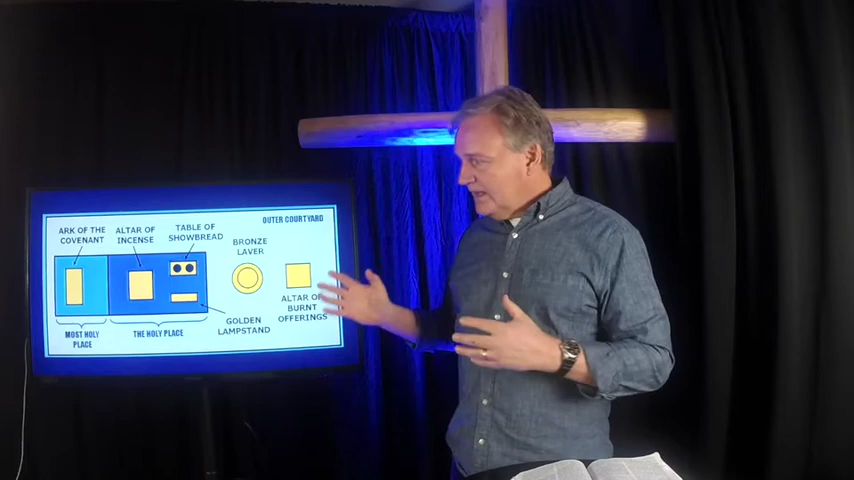 OUTER COURTYARD
ARK OF THE
COVENANT
ALTAR OF
INCENSE
TABLE OF
SHOWBREAD
BRONZE
LAVER
ALTAR OF
BURNT
OFFERINGS
GOLDEN
LAMPSTAND
MOST HOLY
PLACE
THE HOLY PLACE